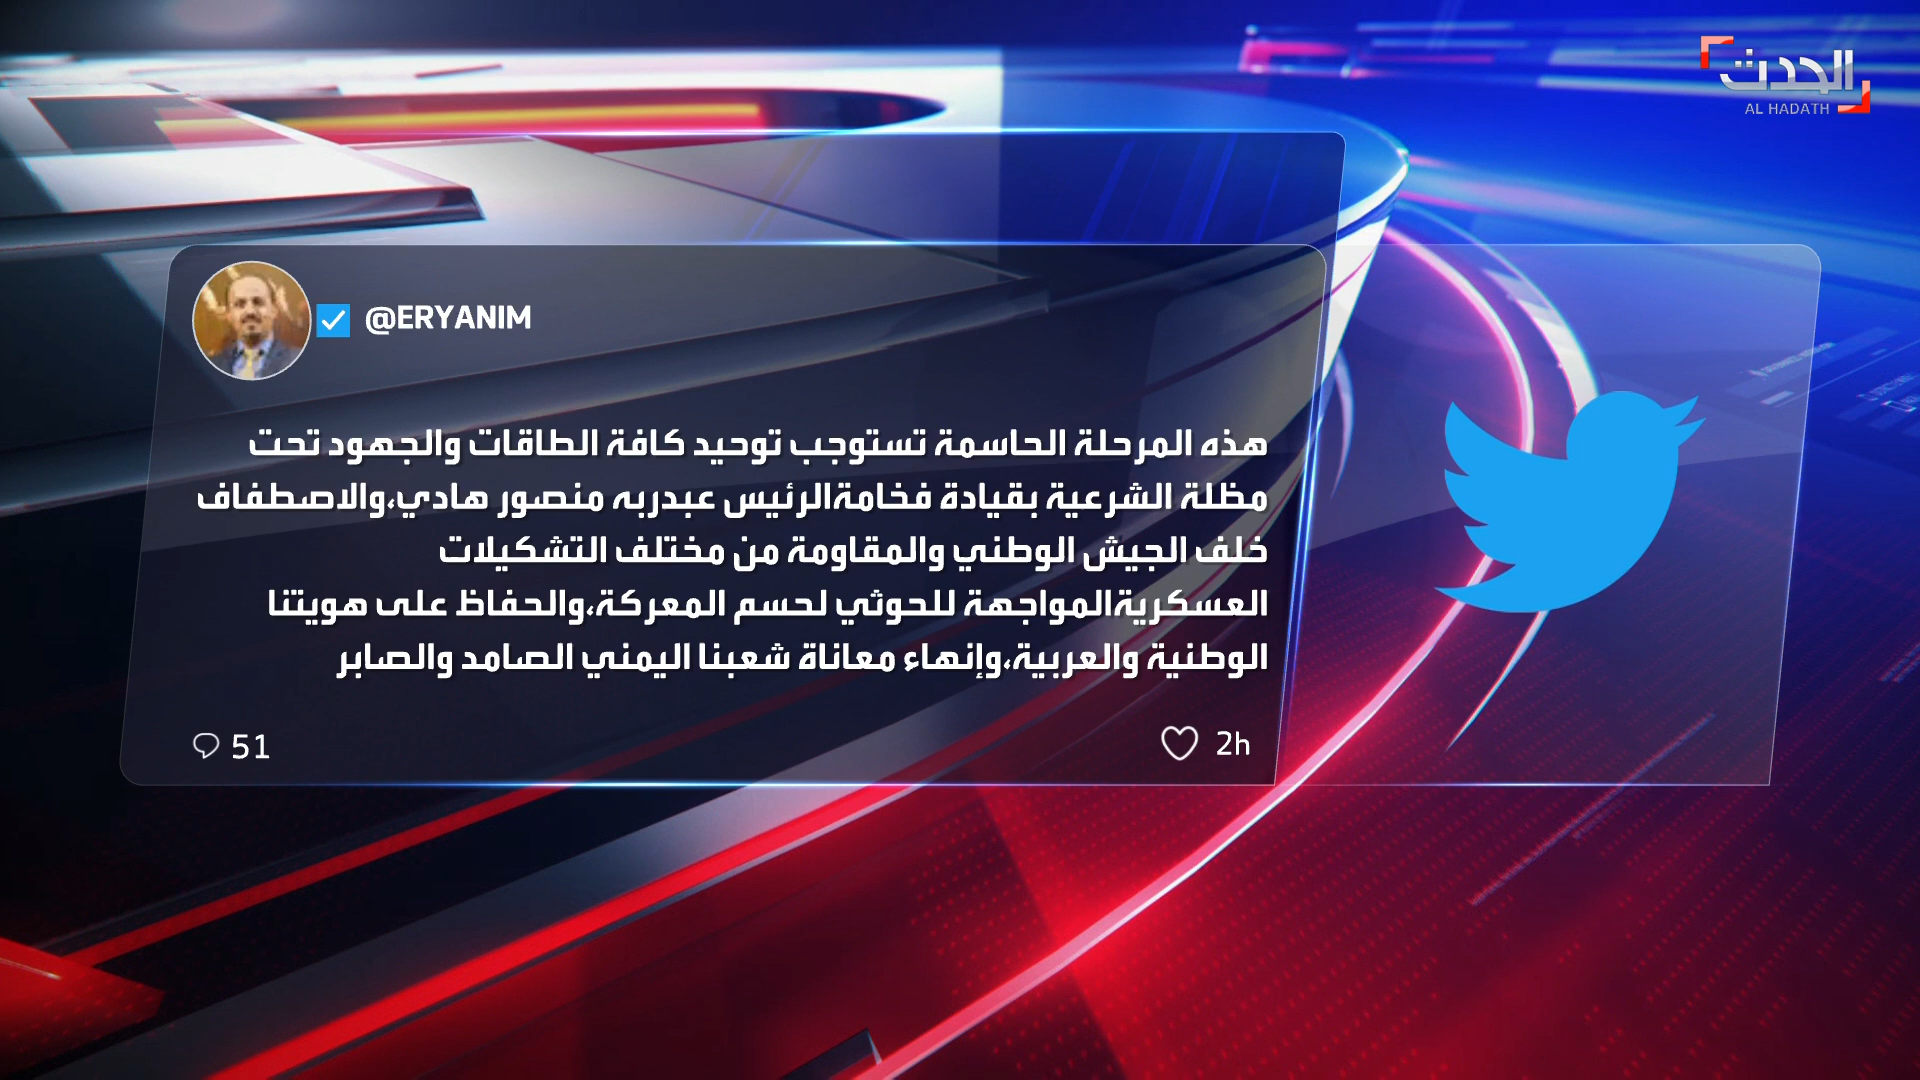 الحدث
AL HADATH
@ERYANIM
هذه المرحلة الحاسمة تستوجب توحيد كافة الطاقات والجهود تحت
مظلة الشرعية بقيادة فخامةالرئيس عبدربه منصور هادي،والاصطفاف
خلف الجيش الوطني والمقاومة من مختلف التشكيلات
العسكريةالمواجهة للحوثي لحسم المعركة،والحفاظ على هويتنا
الوطنية والعربية،وإنهاء معاناة شعبنا اليمني الصامد والصابر
51
2h